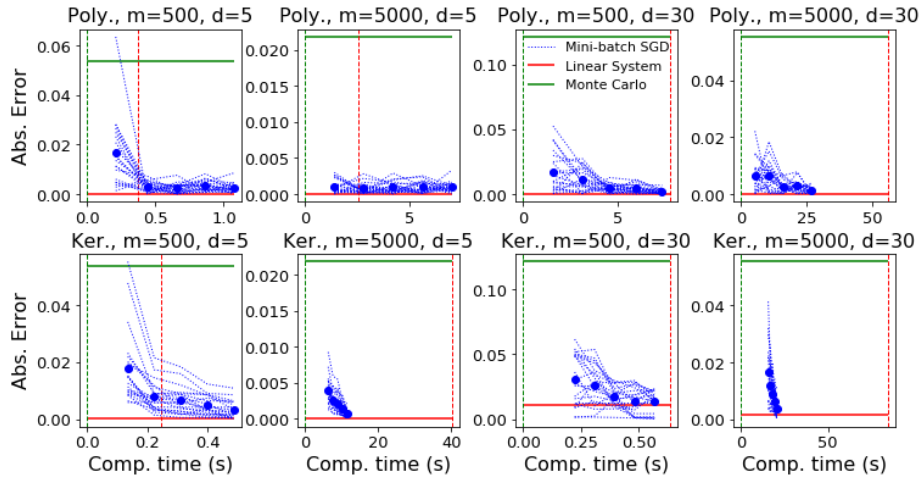 Poly., m=500, d=5
Poly., m=5000, d=5
Poly., m=500, d=30
Poly., m=5000, d=30
Abs. Error
0.06
0.04
0.02
0.00
0.0
0.5
1.0
0.020
0.015
0.010
0.005
0.000
0
5
0.10
0.05
0.00
0
5
Mini-batch SGD
Linear System
Monte Carlo
0.04
0.02
0.00
0
20
40
Ker., m=500, d=5
Ker., m=5000, d=5
Ker., m=500, d=30
Ker., m=5000, d=30
Abs. Error
0.04
0.02
0.00
0.0
0.2
0.4
Comp. time (s)
0.020
0.015
0.010
0.005
0.000
0
20
40
Comp. time (s)
0.10
0.05
0.00
0.00
0.25
0.50
Comp. time (s)
0.04
0.02
0.00
0
50
Comp. time (s)